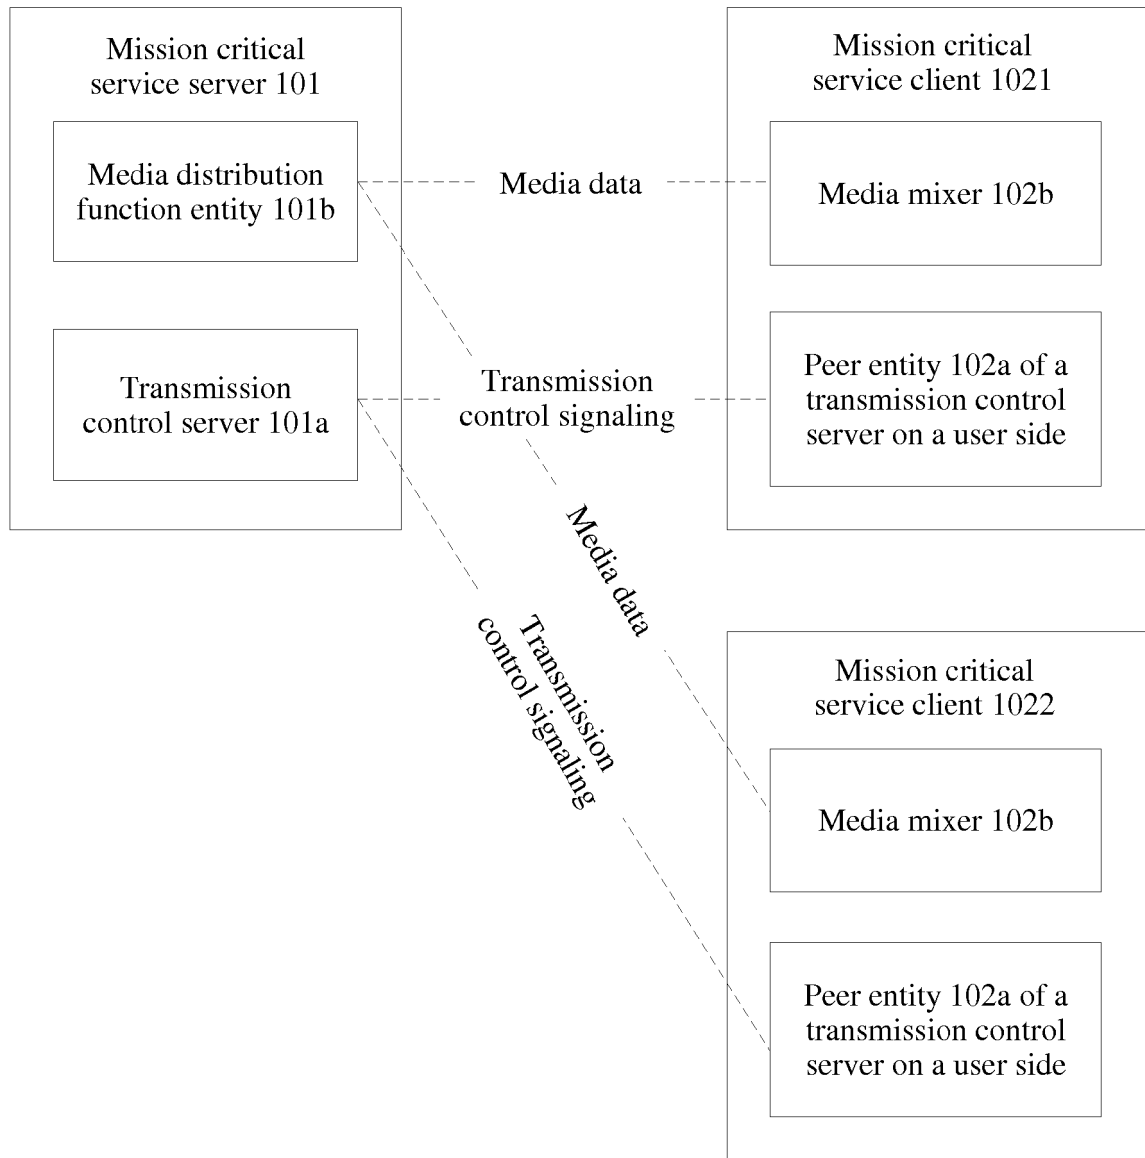 Mission critical
service server 101
Media distribution
function entity 101b
Transmission
control server 101a
Media data
Transmission
control signaling
Media data
Transmission
control signaling
Mission critical
service client 1021
Media mixer 102b
Peer entity 102a of a
transmission control
server on a user side
Mission critical
service client 1022
Media mixer 102b
Peer entity 102a of a
transmission control
server on a user side